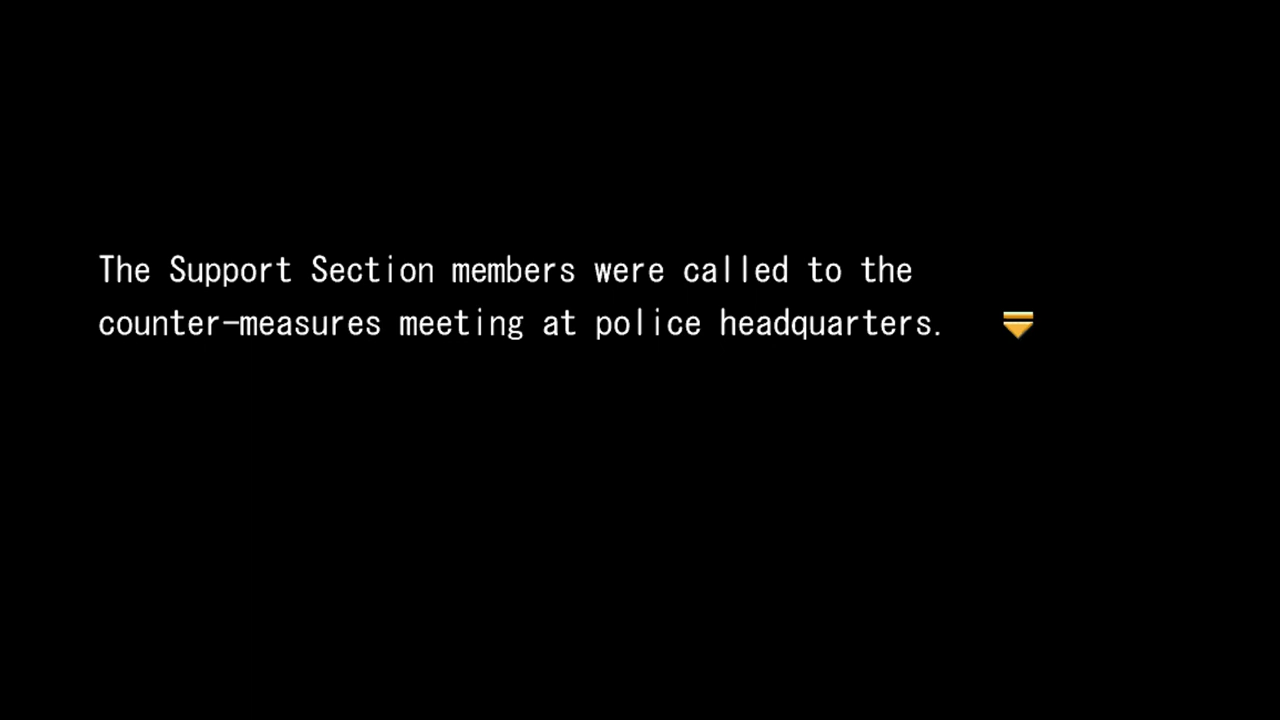 The Support Section members were called to the
counter-measures meeting at police headquarters.